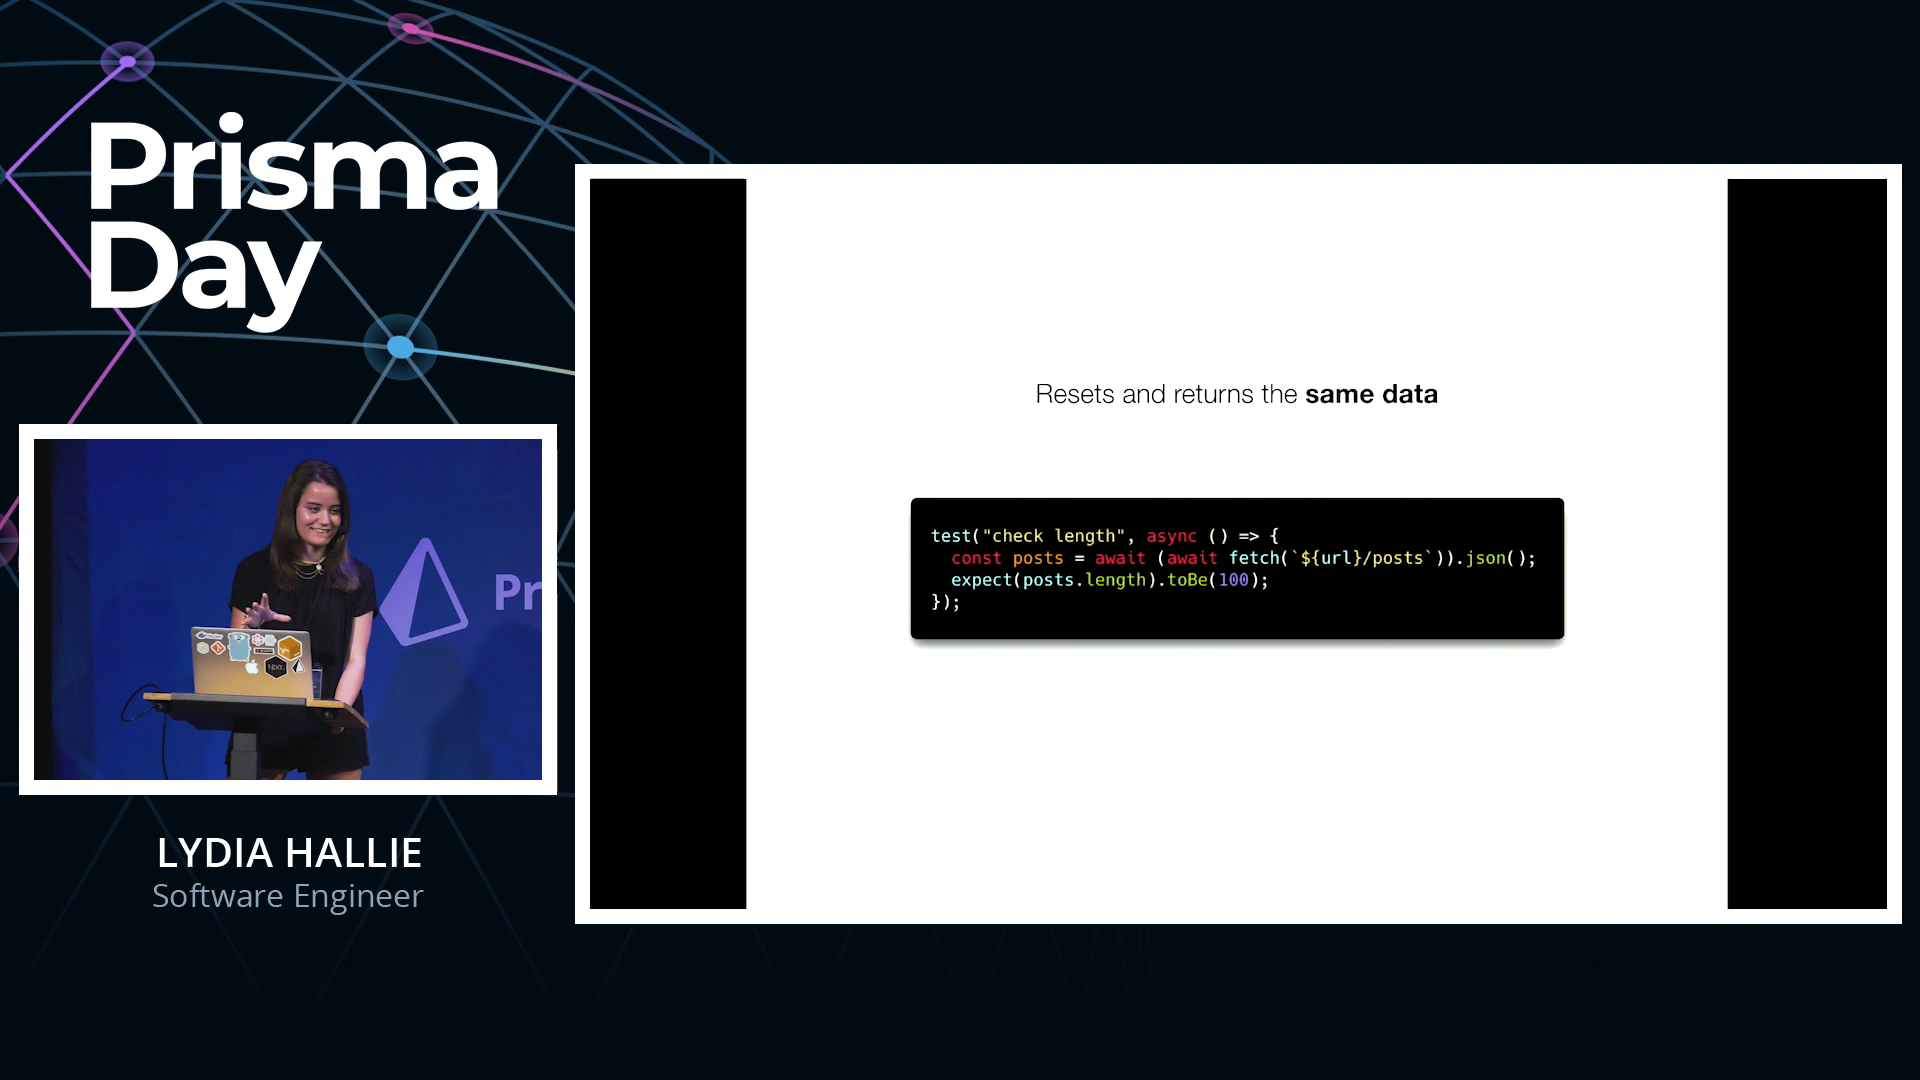 Prisma
Day
Pr
LYDIA HALLIE
Software Engineer
Resets and returns the same data
test("check length", async () => {
  const posts = await (await fetch(`${url}/posts`)).json();
  expect(posts.length).toBe(100);
});